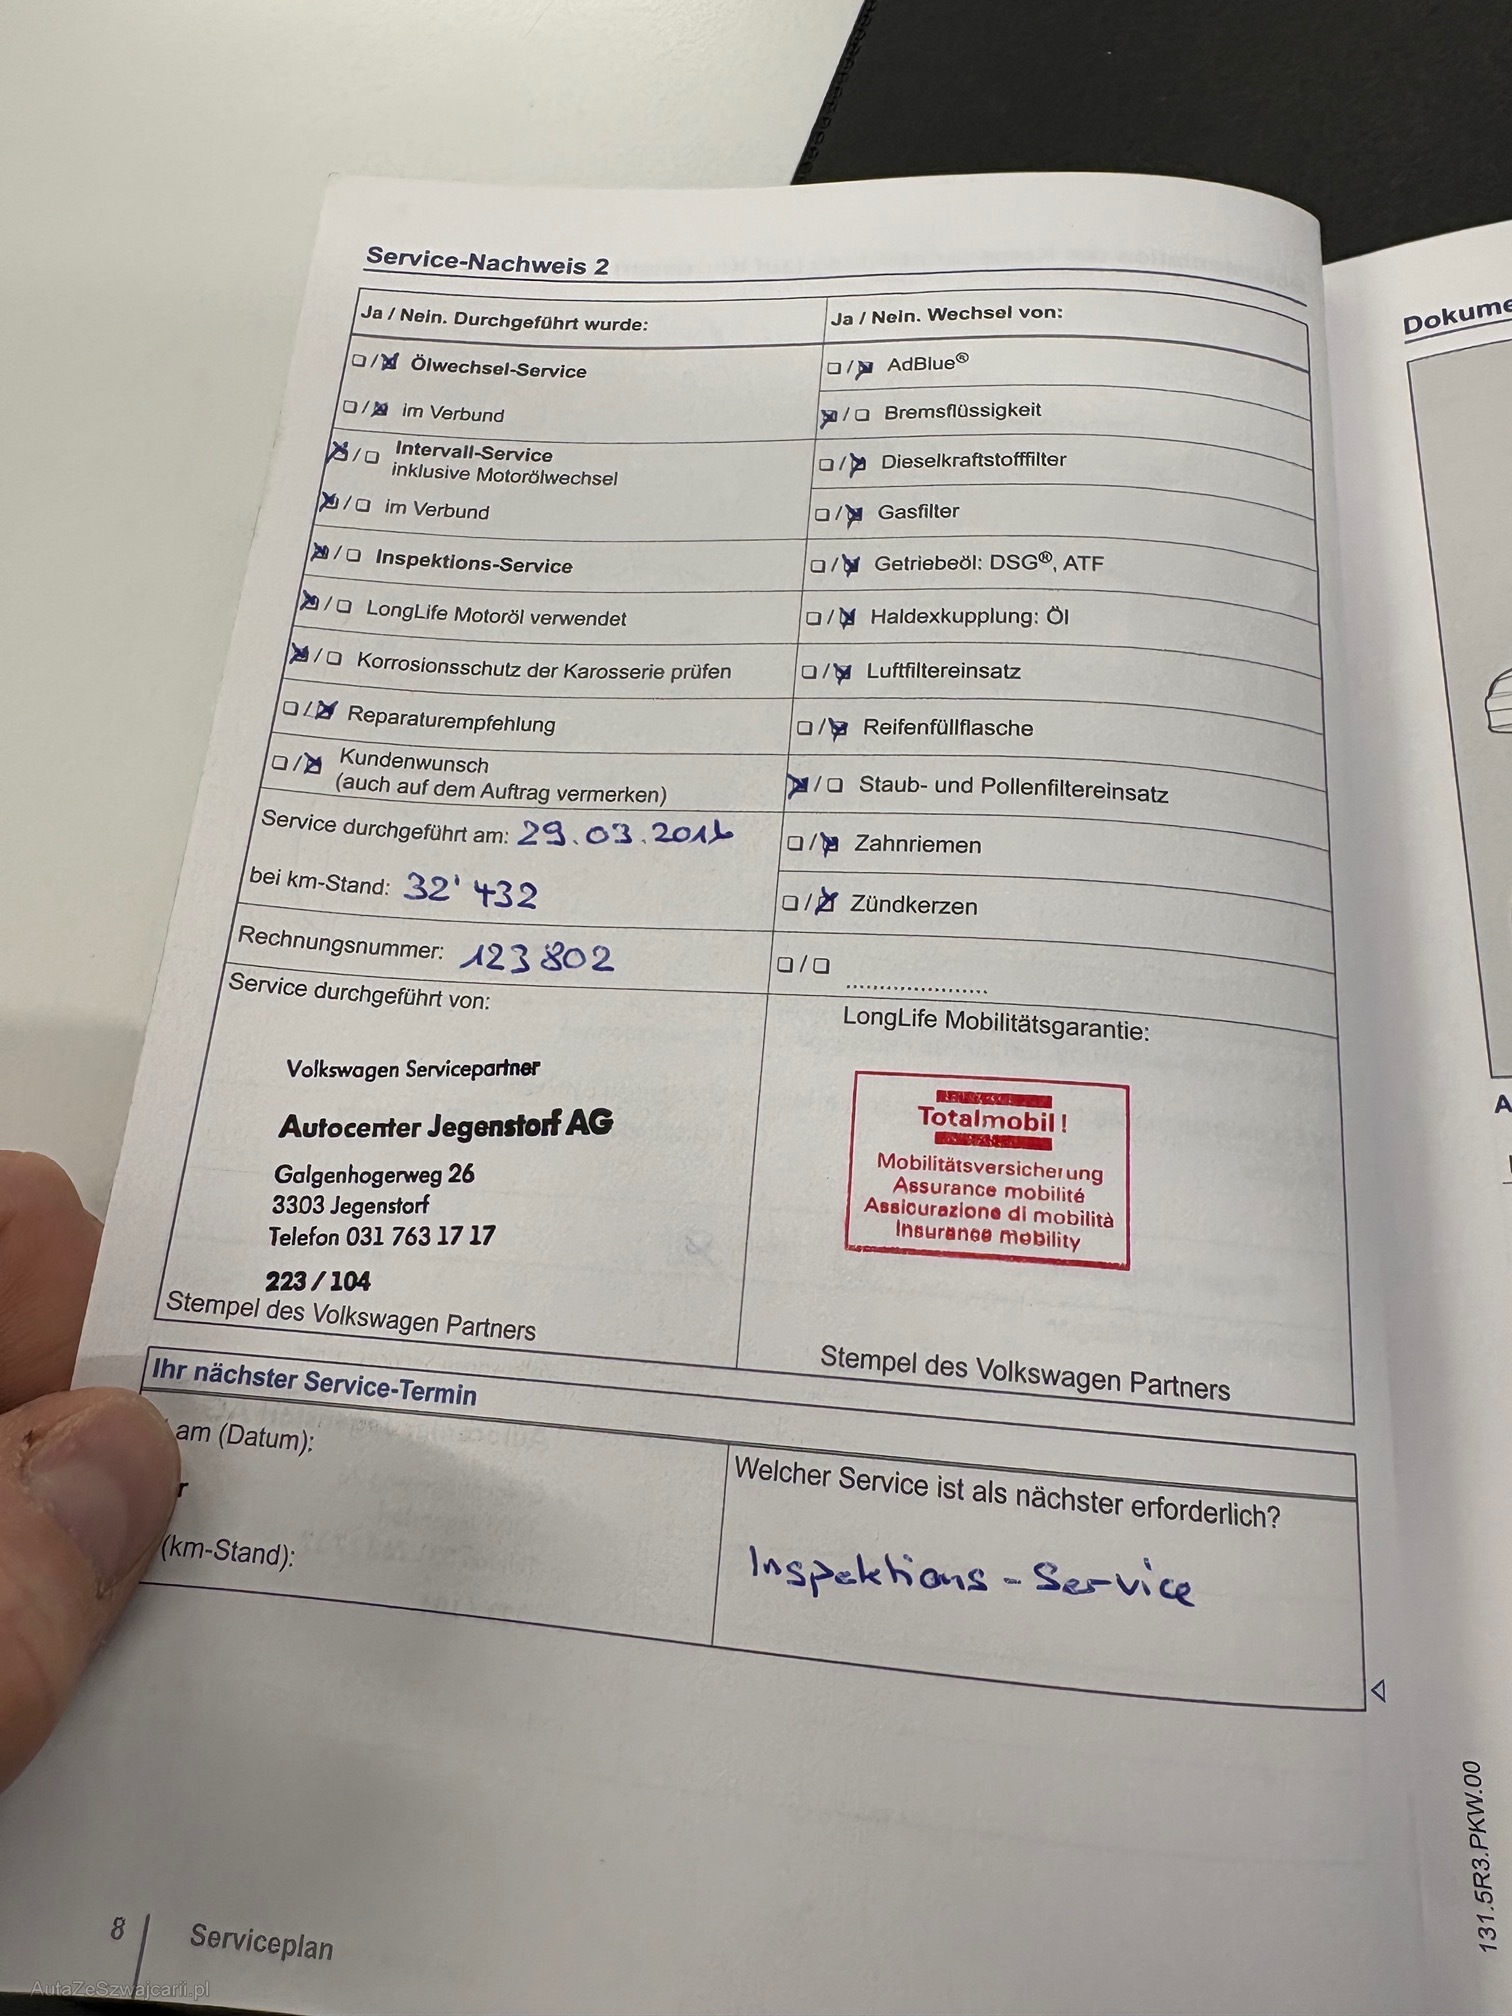 Service-Nachweis 2
Ja / Nein. Durchgeführt wurde:
☐/☒ Ölwechsel-Service
☐/☒ im Verbund
☒/☐ Intervall-Service
inklusive Motorölwechsel
☒/☐ im Verbund
☒/☐ Inspektions-Service
☒/☐ LongLife Motoröl verwendet
☒/☐ Korrosionsschutz der Karosserie prüfen
☐/☒ Reparaturempfehlung
☐/☒ Kundenwunsch
(auch auf dem Auftrag vermerken)
Service durchgeführt am:
bei km-Stand: 32'432
Rechnungsnummer: 123802
Service durchgeführt von:
Volkswagen Servicepartner
Autocenter Jegenstorf AG
Galgenhogerweg 26
3303 Jegenstorf
Telefon 031 763 17 17
223 / 104
Stempel des Volkswagen Partners
Ja / Nein. Wechsel von:
☐/☒ AdBlue®
☒/☐ Bremsflüssigkeit
☐/☒ Dieselkraftstofffilter
☐/☒ Gasfilter
☐/☒ Getriebeöl: DSG®, ATF
☐/☒ Haldexkupplung: Öl
☐/☒ Luftfiltereinsatz
☐/☒ Reifenfüllflasche
☒/☐ Staub- und Pollenfiltereinsatz
☐/☒ Zahnriemen
☐/☒ Zündkerzen
☐/☐ ....................
LongLife Mobilitätsgarantie:
Totalmobil!
Mobilitätsversicherung
Assurance mobilité
Assicurazione di mobilità
Insurance mobility
Stempel des Volkswagen Partners
Ihr nächster Service-Termin
am (Datum):
(km-Stand):
Welcher Service ist als nächster erforderlich?
Inspektions-Service
8 Serviceplan
Dokume
131.5R3.PKW.00
AutaZeSzwajcarii.pl